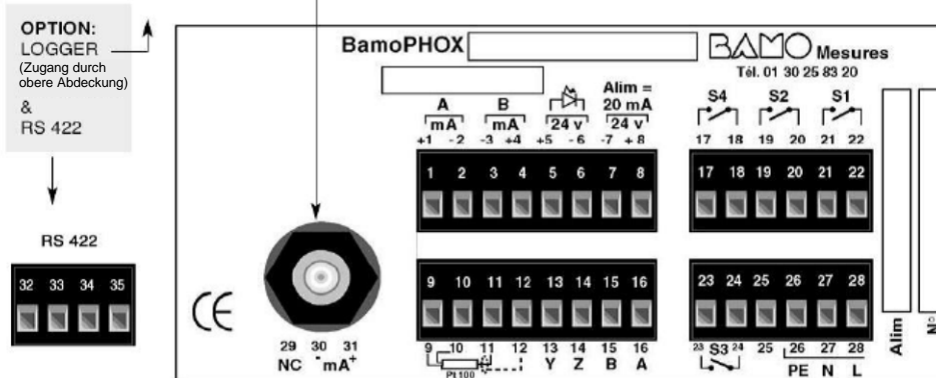 OPTION:
LOGGER
(Zugang durch
obere Abdeckung)
&
RS 422
RS 422
32 33 34 35
BamoPHOX
BAMO Mesures
Tél. 01 30 25 83 20
A B Alim =
mA mA 24 v 20 mA
24 v
+1 -2 -3 +4 +5 -6 -7 +8
1 2 3 4 5 6 7 8
S4 S2 S1
17 18 19 20 21 22
17 18 19 20 21 22
9 10 11 12 13 14 15 16
23 24 25 26 27 28
CE
29 30 31
NC - mA+
9 10 11 12 13 14 15 16
Pt 100 Y Z B A
23 S3 24 25 26 27 28
PE N L
Alim
N°